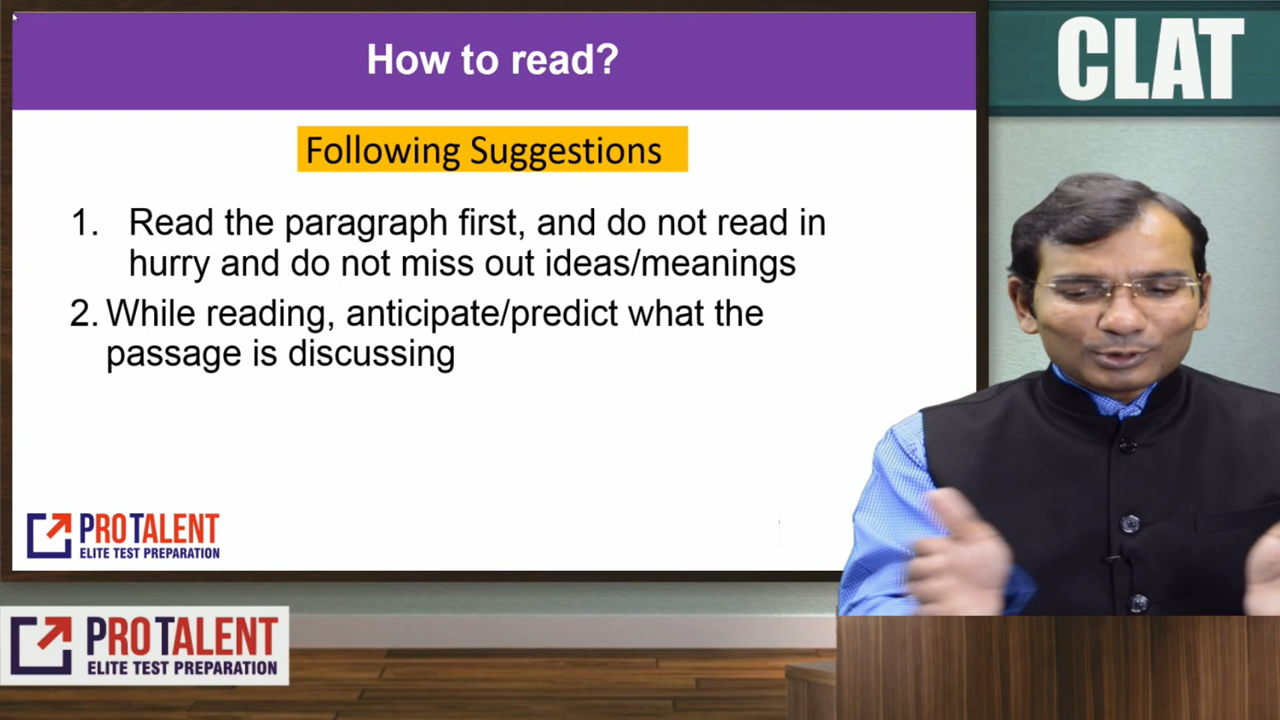 How to read?
CLAT
Following Suggestions
1. Read the paragraph first, and do not read in
hurry and do not miss out ideas/meanings
2. While reading, anticipate/predict what the
passage is discussing
PROTALENT
ELITE TEST PREPARATION
PROTALENT
ELITE TEST PREPARATION